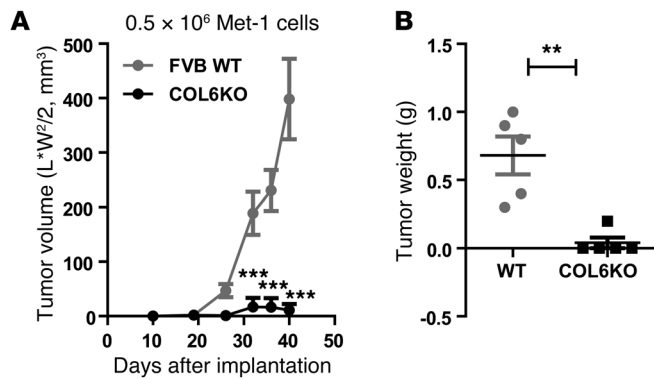 A
0.5 × 10⁶ Met-1 cells
Tumor volume (L*W²/2, mm³)
500
400
300
200
100
0
FVB WT
COL6KO
***
***
***
0 10 20 30 40 50
Days after implantation
B
Tumor weight (g)
1.5
1.0
0.5
0.0
-0.5
**
WT COL6KO